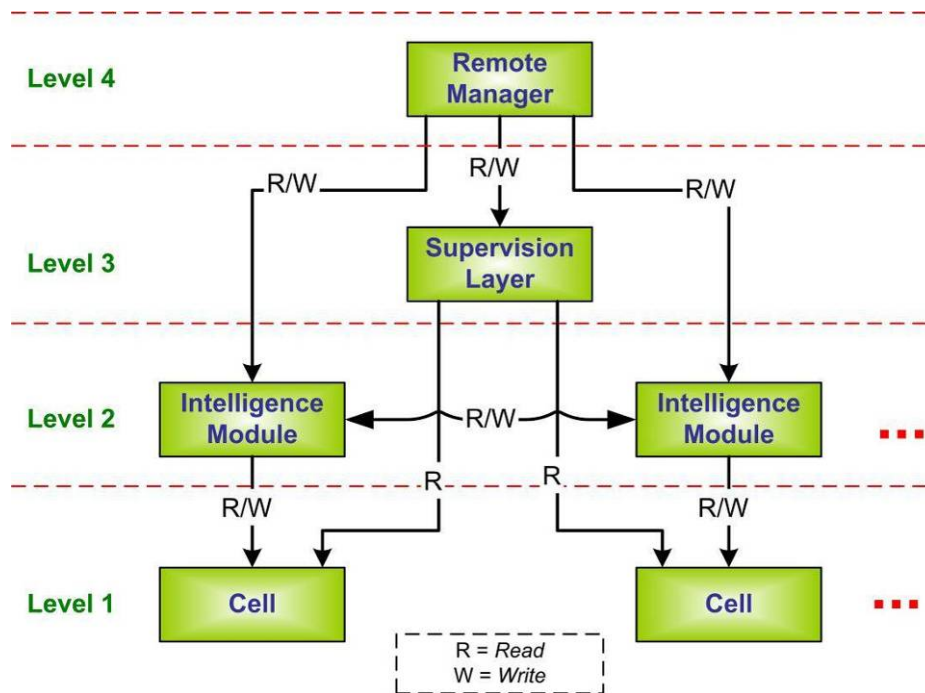 Level 4
Remote
Manager
R/W
R/W
R/W
Level 3
Supervision
Layer
Level 2
Intelligence
Module
R/W
Intelligence
Module
R
R
R/W
R/W
Level 1
Cell
Cell
R = Read
W = Write